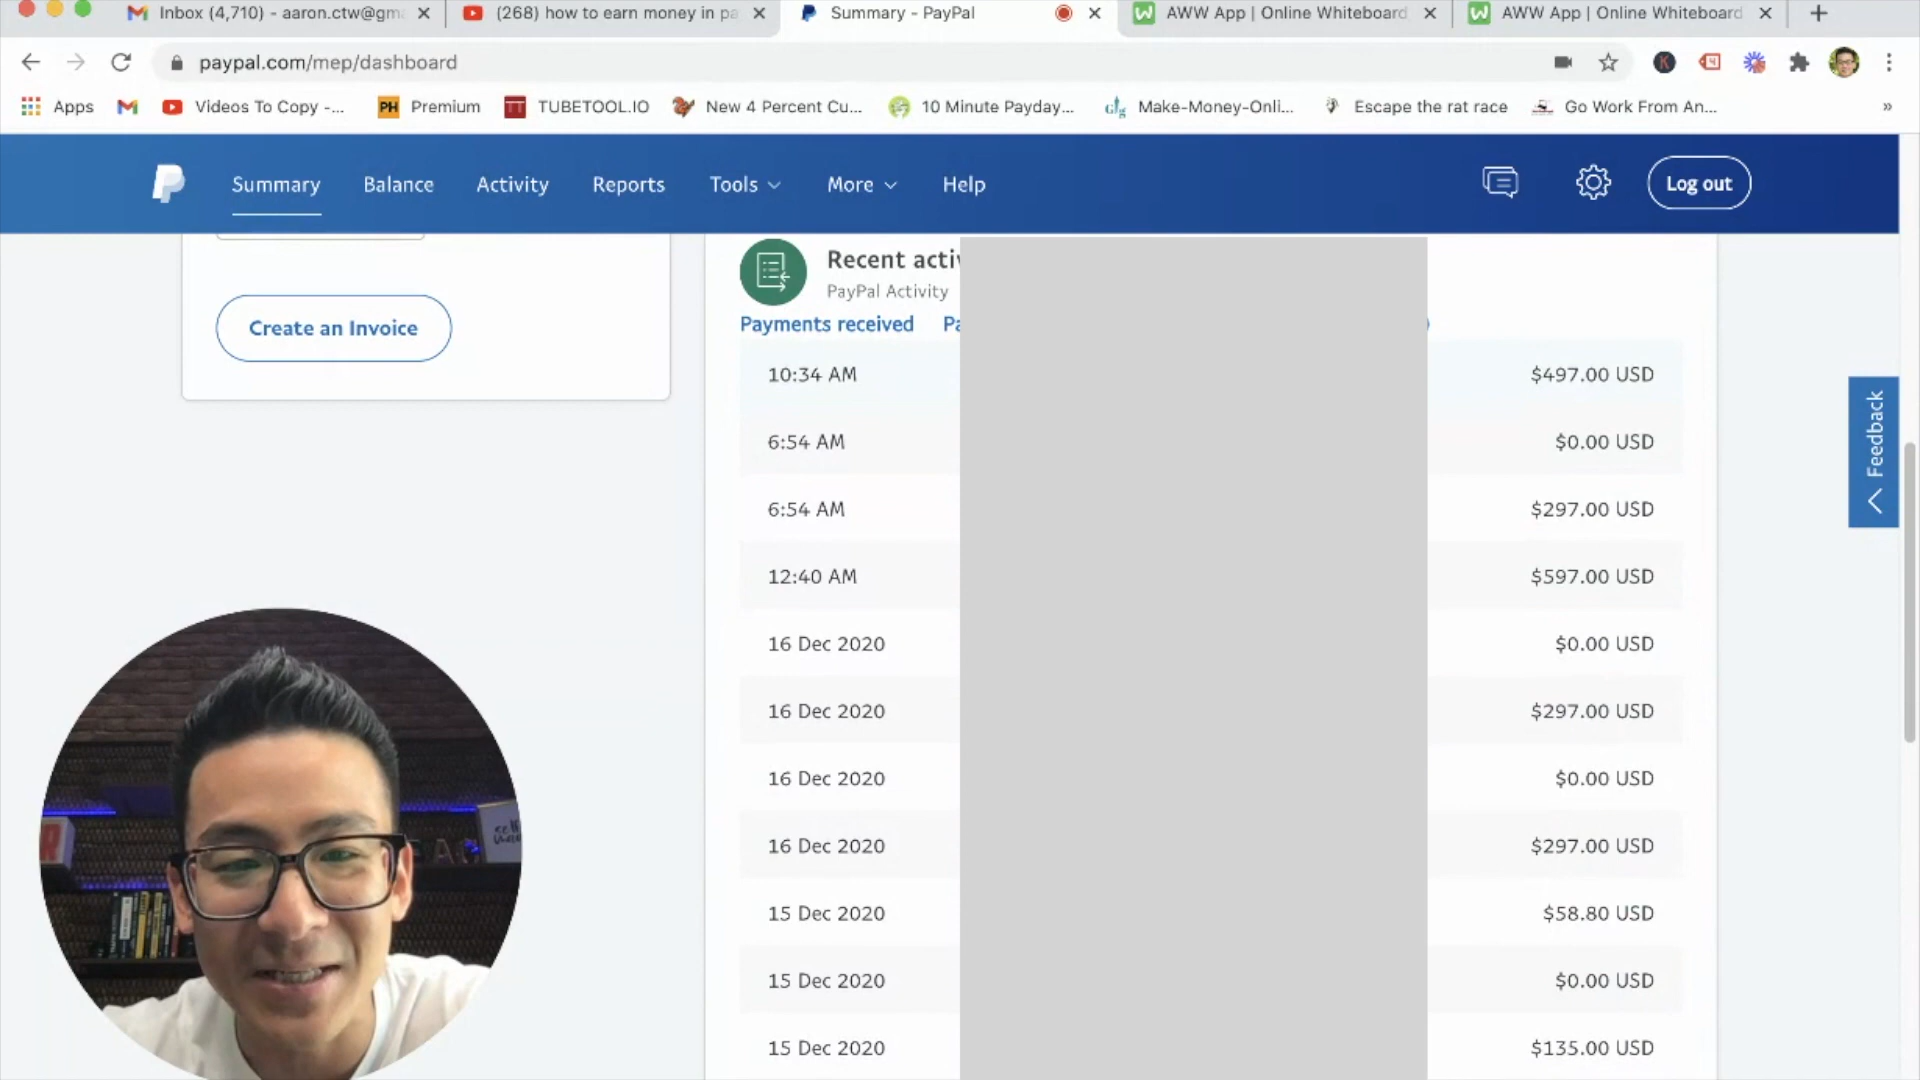 Inbox (4,710) - aaron.ctw@gm
(268) how to earn money in pa
Summary - PayPal
AWW App | Online Whiteboard
AWW App | Online Whiteboard
paypal.com/mep/dashboard
Apps
Videos To Copy -...
PH Premium
TT TUBETOOL.IO
New 4 Percent Cu...
10 Minute Payday...
Make-Money-Onli...
Escape the rat race
Go Work From An...
Summary
Balance
Activity
Reports
Tools
More
Help
Log out
Create an Invoice
Recent activ
PayPal Activity
Payments received Pa
10:34 AM $497.00 USD
6:54 AM $0.00 USD
6:54 AM $297.00 USD
12:40 AM $597.00 USD
16 Dec 2020 $0.00 USD
16 Dec 2020 $297.00 USD
16 Dec 2020 $0.00 USD
16 Dec 2020 $297.00 USD
15 Dec 2020 $58.80 USD
15 Dec 2020 $0.00 USD
15 Dec 2020 $135.00 USD
Feedback